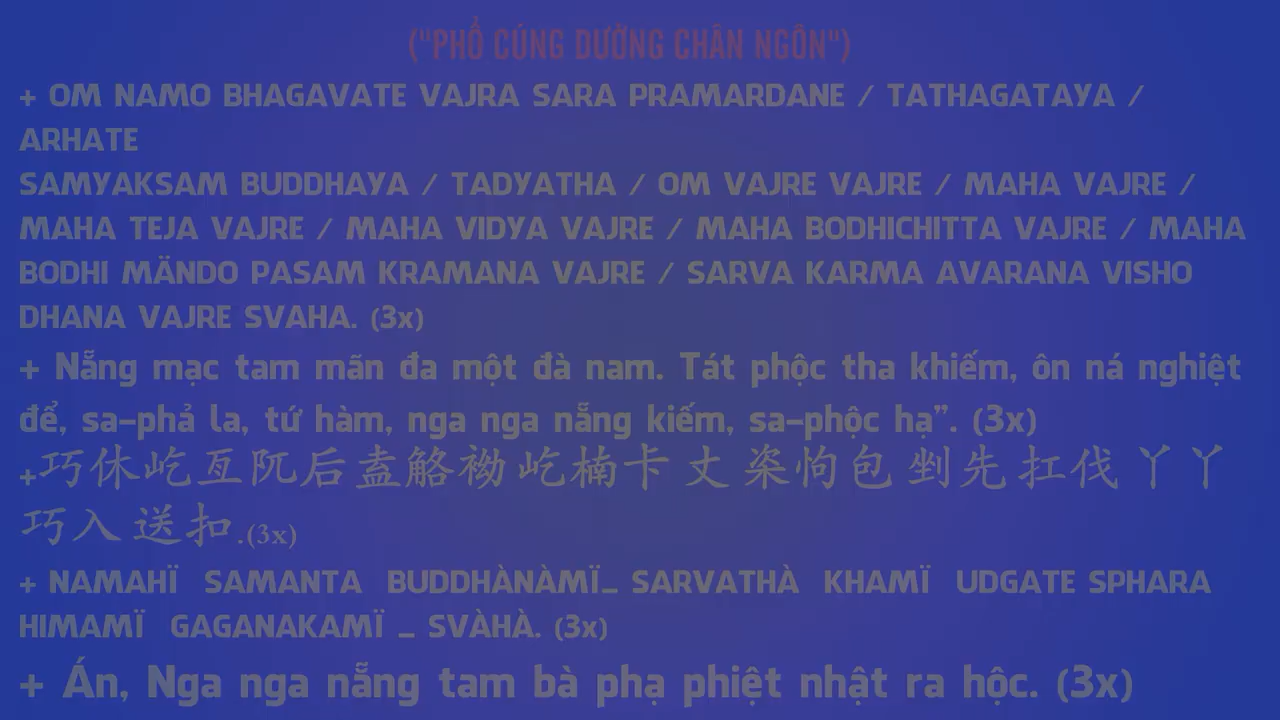 ("PHỔ CÚNG DƯỜNG CHÂN NGÔN")
+ OM NAMO BHAGAVATE VAJRA SARA PRAMARDANE / TATHAGATAYA /
ARHATE
SAMYAKSAM BUDDHAYA / TADYATHA / OM VAJRE VAJRE / MAHA VAJRE /
MAHA TEJA VAJRE / MAHA VIDYA VAJRE / MAHA BODHICHITTA VAJRE / MAHA
BODHI MÄNDO PASAM KRAMANA VAJRE / SARVA KARMA AVARANA VISHO
DHANA VAJRE SVAHA. (3x)
+ Nẵng mạc tam mãn đa một đà nam. Tát phộc tha khiếm, ôn ná nghiệt
để, sa-phả la, tứ hàm, nga nga nẵng kiếm, sa-phộc hạ”. (3x)
+巧休屹亙阢后盍觡袎屹楠卡丈栥怐包剉先扛伐丫丫
巧入送扣.(3x)
+ NAMAHÏ SAMANTA BUDDHÀNÀMÏ_ SARVATHÀ KHAMÏ UDGATE SPHARA
HIMAMÏ GAGANAKAMÏ _ SVÀHÀ. (3x)
+ Án, Nga nga nẵng tam bà phạ phiệt nhật ra hộc. (3x)